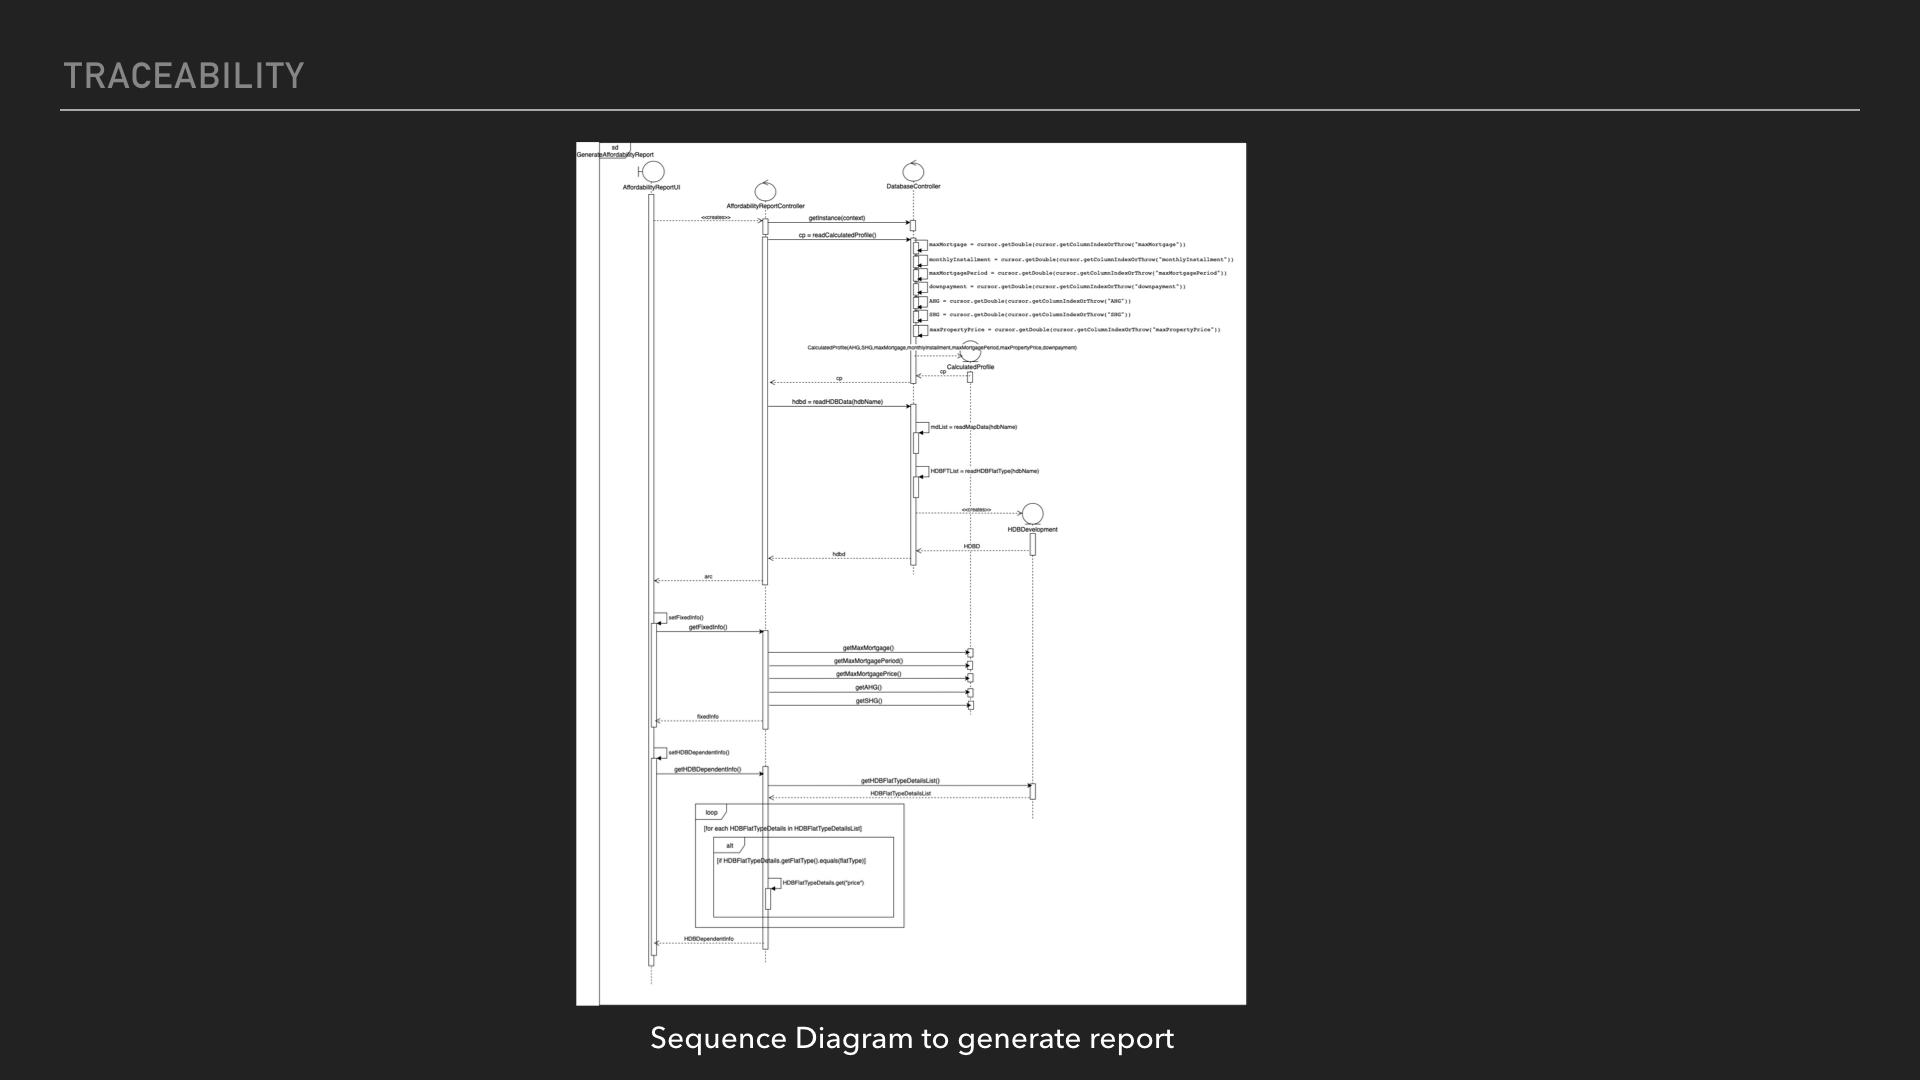 TRACEABILITY
sd
GenerateAffordabilityReport
AffordabilityReportUI
DatabaseController
AffordabilityReportController
<<creates>>
getInstance(context)
cp = readCalculatedProfile()
maxMortgage = cursor.getDouble(cursor.getColumnIndexOrThrow("maxMortgage"))
monthlyInstallment = cursor.getDouble(cursor.getColumnIndexOrThrow("monthlyInstallment"))
maxMortgagePeriod = cursor.getDouble(cursor.getColumnIndexOrThrow("maxMortgagePeriod"))
downpayment = cursor.getDouble(cursor.getColumnIndexOrThrow("downpayment"))
AHG = cursor.getDouble(cursor.getColumnIndexOrThrow("AHG"))
SHG = cursor.getDouble(cursor.getColumnIndexOrThrow("SHG"))
maxPropertyPrice = cursor.getDouble(cursor.getColumnIndexOrThrow("maxPropertyPrice"))
CalculatedProfile(AHG,SHG,maxMortgage,monthlyInstallment,maxMortgagePeriod,maxPropertyPrice,downpayment)
CalculatedProfile
cp
cp
hdbd = readHDBData(hdbName)
mdList = readMapData(hdbName)
HDBFTList = readHDBFlatType(hdbName)
<<creates>>
HDBDevelopment
HDBD
hdbd
arc
setFixedInfo()
getFixedInfo()
getMaxMortgage()
getMaxMortgagePeriod()
getMaxMortgagePrice()
getAHG()
getSHG()
fixedInfo
setHDBDependentInfo()
getHDBDependentInfo()
getHDBFlatTypeDetailsList()
HDBFlatTypeDetailsList
loop
[for each HDBFlatTypeDetails in HDBFlatTypeDetailsList]
alt
[if HDBFlatTypeDetails.getFlatType().equals(flatType)]
HDBFlatTypeDetails.get("price")
HDBDependentInfo
Sequence Diagram to generate report